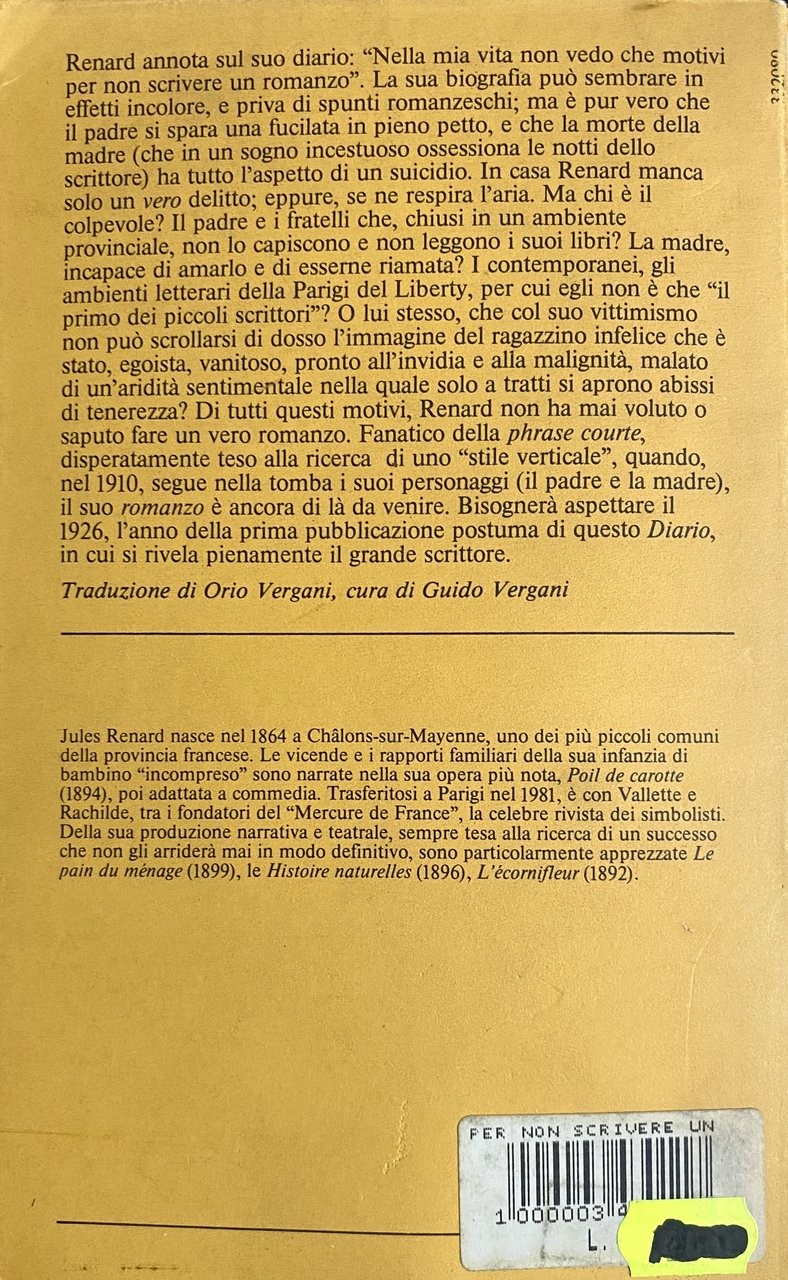 Renard annota sul suo diario: “Nella mia vita non vedo che motivi
per non scrivere un romanzo”. La sua biografia può sembrare in
effetti incolore, e priva di spunti romanzeschi; ma è pur vero che
il padre si spara una fucilata in pieno petto, e che la morte della
madre (che in un sogno incestuoso ossessiona le notti dello
scrittore) ha tutto l’aspetto di un suicidio. In casa Renard manca
solo un vero delitto; eppure, se ne respira l’aria. Ma chi è il
colpevole? Il padre e i fratelli che, chiusi in un ambiente
provinciale, non lo capiscono e non leggono i suoi libri? La madre,
incapace di amarlo e di esserne riamata? I contemporanei, gli
ambienti letterari della Parigi del Liberty, per cui egli non è che “il
primo dei piccoli scrittori”? O lui stesso, che col suo vittimismo
non può scrollarsi di dosso l’immagine del ragazzino infelice che è
stato, egoista, vanitoso, pronto all’invidia e alla malignità, malato
di un’aridità sentimentale nella quale solo a tratti si aprono abissi
di tenerezza? Di tutti questi motivi, Renard non ha mai voluto o
saputo fare un vero romanzo. Fanatico della phrase courte,
disperatamente teso alla ricerca di uno “stile verticale”, quando,
nel 1910, segue nella tomba i suoi personaggi (il padre e la madre),
il suo romanzo è ancora di là da venire. Bisognerà aspettare il
1926, l’anno della prima pubblicazione postuma di questo Diario,
in cui si rivela pienamente il grande scrittore.
Traduzione di Orio Vergani, cura di Guido Vergani
Jules Renard nasce nel 1864 a Châlons-sur-Mayenne, uno dei più piccoli comuni
della provincia francese. Le vicende e i rapporti familiari della sua infanzia di
bambino “incompreso” sono narrate nella sua opera più nota, Poil de carotte
(1894), poi adattata a commedia. Trasferitosi a Parigi nel 1981, è con Vallette e
Rachilde, tra i fondatori del “Mercure de France”, la celebre rivista dei simbolisti.
Della sua produzione narrativa e teatrale, sempre tesa alla ricerca di un successo
che non gli arriderà mai in modo definitivo, sono particolarmente apprezzate Le
pain du ménage (1899), le Histoire naturelles (1896), L’écornifleur (1892).
PER NON SCRIVERE UN
1 000003 4
L.